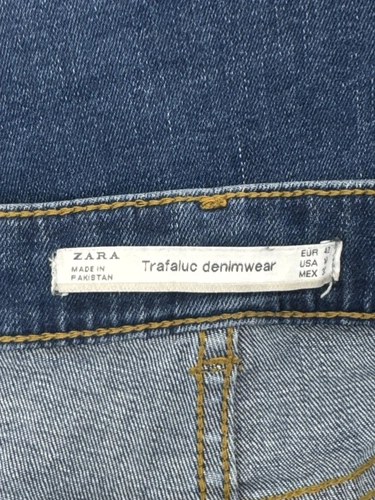 ZARA
MADE IN
PAKISTAN
Trafaluc denimwear
EUR
USA
MEX